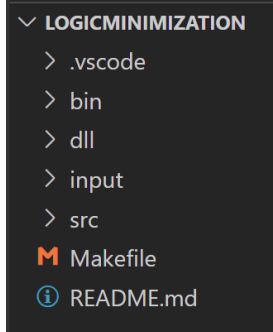 LOGICMINIMIZATION
.vscode
bin
dll
input
src
Makefile
README.md